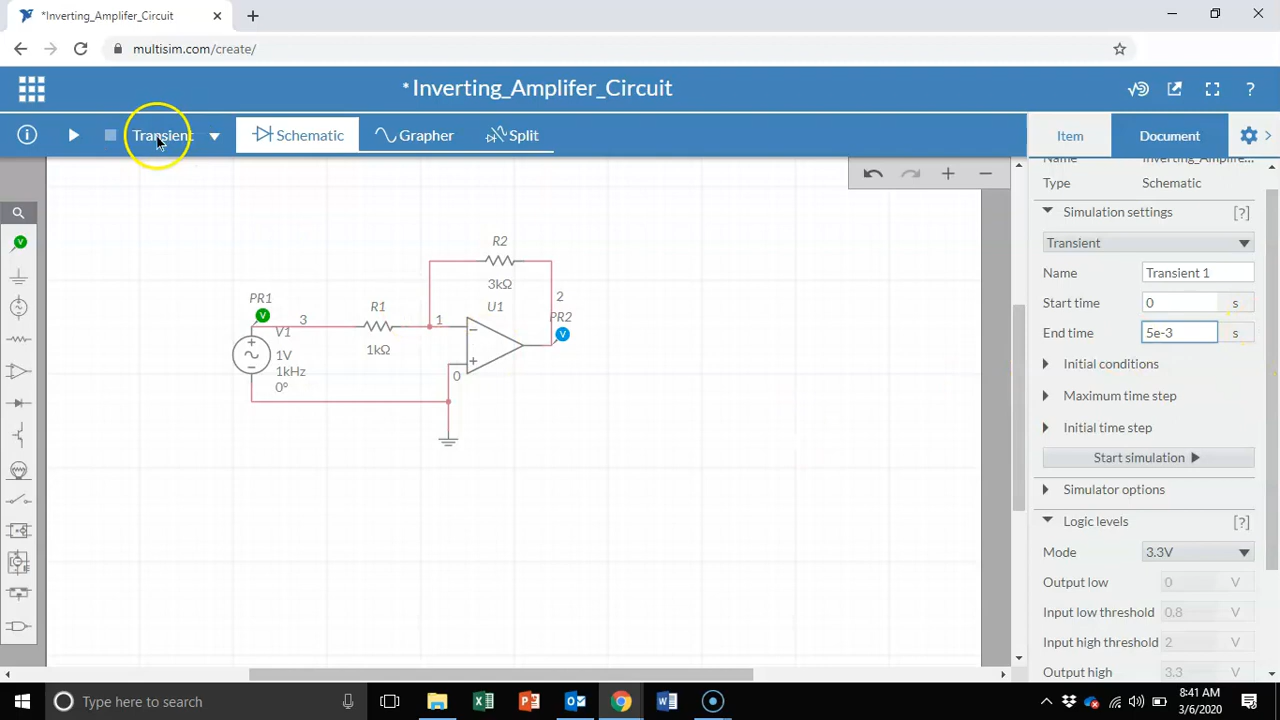 *Inverting_Amplifer_Circuit
multisim.com/create/
*Inverting_Amplifer_Circuit
Transient
Schematic
Grapher
Split
Item
Document
Name
Inverting_Amplifie...
Type
Schematic
Simulation settings
[?]
Transient
Name
Transient 1
Start time
0
s
End time
5e-3
s
Initial conditions
Maximum time step
Initial time step
Start simulation
Simulator options
Logic levels
[?]
Mode
3.3V
Output low
0
V
Input low threshold
0.8
V
Input high threshold
2
V
Output high
3.3
V
R2
3kΩ
U1
2
PR2
V
PR1
V
3
R1
1
1kΩ
V1
1V
1kHz
0°
0
V
Type here to search
8:41 AM
3/6/2020